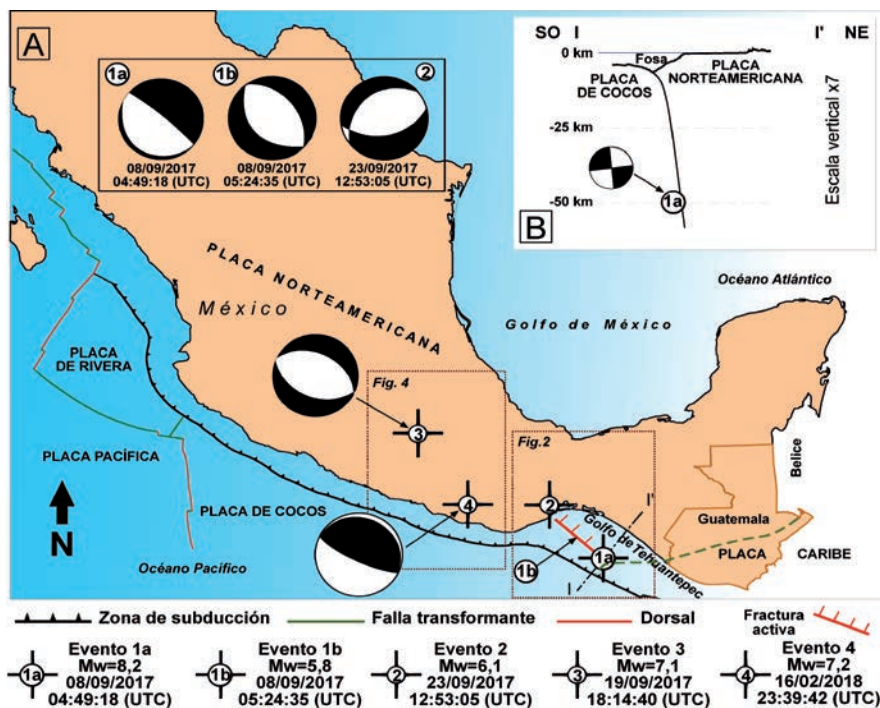 A
1a
1b
2
08/09/2017
04:49:18 (UTC)
08/09/2017
05:24:35 (UTC)
23/09/2017
12:53:05 (UTC)
SO I
I' NE
0 km
Fosa
PLACA
DE COCOS
PLACA
NORTEAMERICANA
-25 km
-50 km
1a
B
Escala vertical x7
PLACA NORTEAMERICANA
México
Golfo de México
Océano Atlántico
PLACA
DE RIVERA
Fig. 4
3
Fig.2
PLACA PACÍFICA
4
2
I'
Belice
PLACA DE COCOS
Golfo de Tehuantepec
Guatemala
N
Océano Pacífico
1b
1a
I
PLACA
CARIBE
Zona de subducción
Falla transformante
Dorsal
Fractura
activa
Evento 1a
Mw=8,2
1a
08/09/2017
04:49:18 (UTC)
Evento 1b
Mw=5,8
1b
08/09/2017
05:24:35 (UTC)
Evento 2
Mw=6,1
2
23/09/2017
12:53:05 (UTC)
Evento 3
Mw=7,1
3
19/09/2017
18:14:40 (UTC)
Evento 4
Mw=7,2
4
16/02/2018
23:39:42 (UTC)